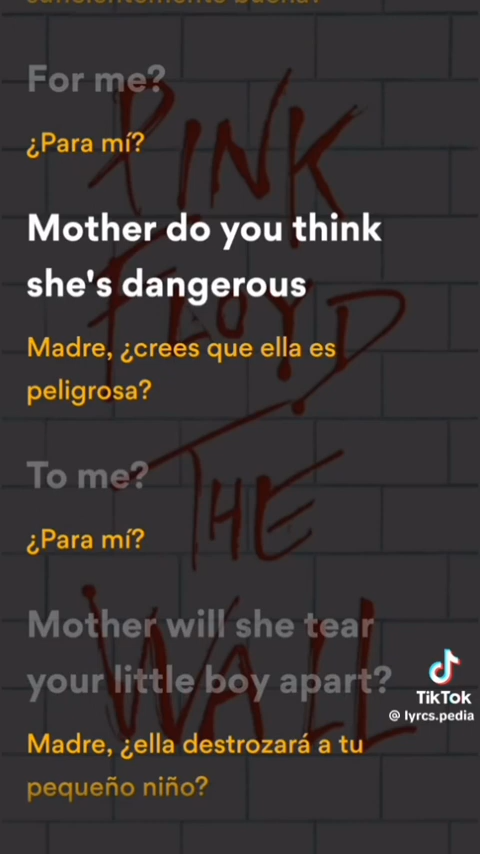 For me?
¿Para mí?
Mother do you think
she's dangerous
Madre, ¿crees que ella es
peligrosa?
To me?
¿Para mí?
Mother will she tear
your little boy apart?
Madre, ¿ella destrozará a tu
pequeño niño?
PINK
FLOYD
THE
WALL
TikTok
@ lyrcs.pedia